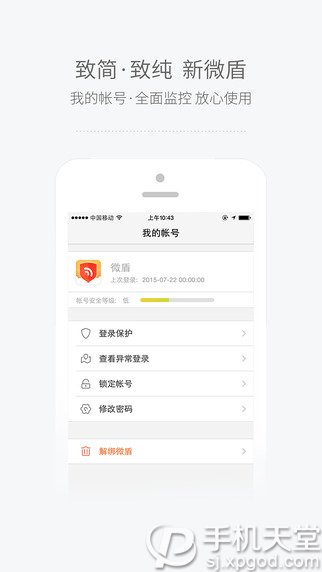 致简·致纯 新微盾
我的帐号·全面监控 放心使用
中国移动 上午10:43
我的帐号
微盾
上次登录：2015-07-22 00:00:00
帐号安全等级： 低
登录保护
查看异常登录
锁定帐号
修改密码
解绑微盾
手机天堂
sj.xpgod.com